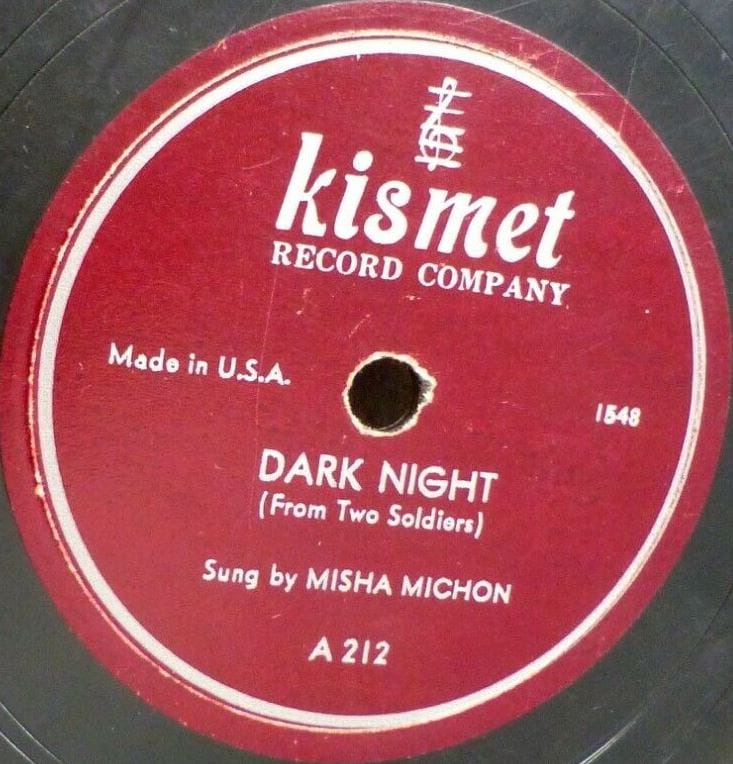 kismet
RECORD COMPANY
Made in U.S.A.
1548
DARK NIGHT
(From Two Soldiers)
Sung by MISHA MICHON
A 212